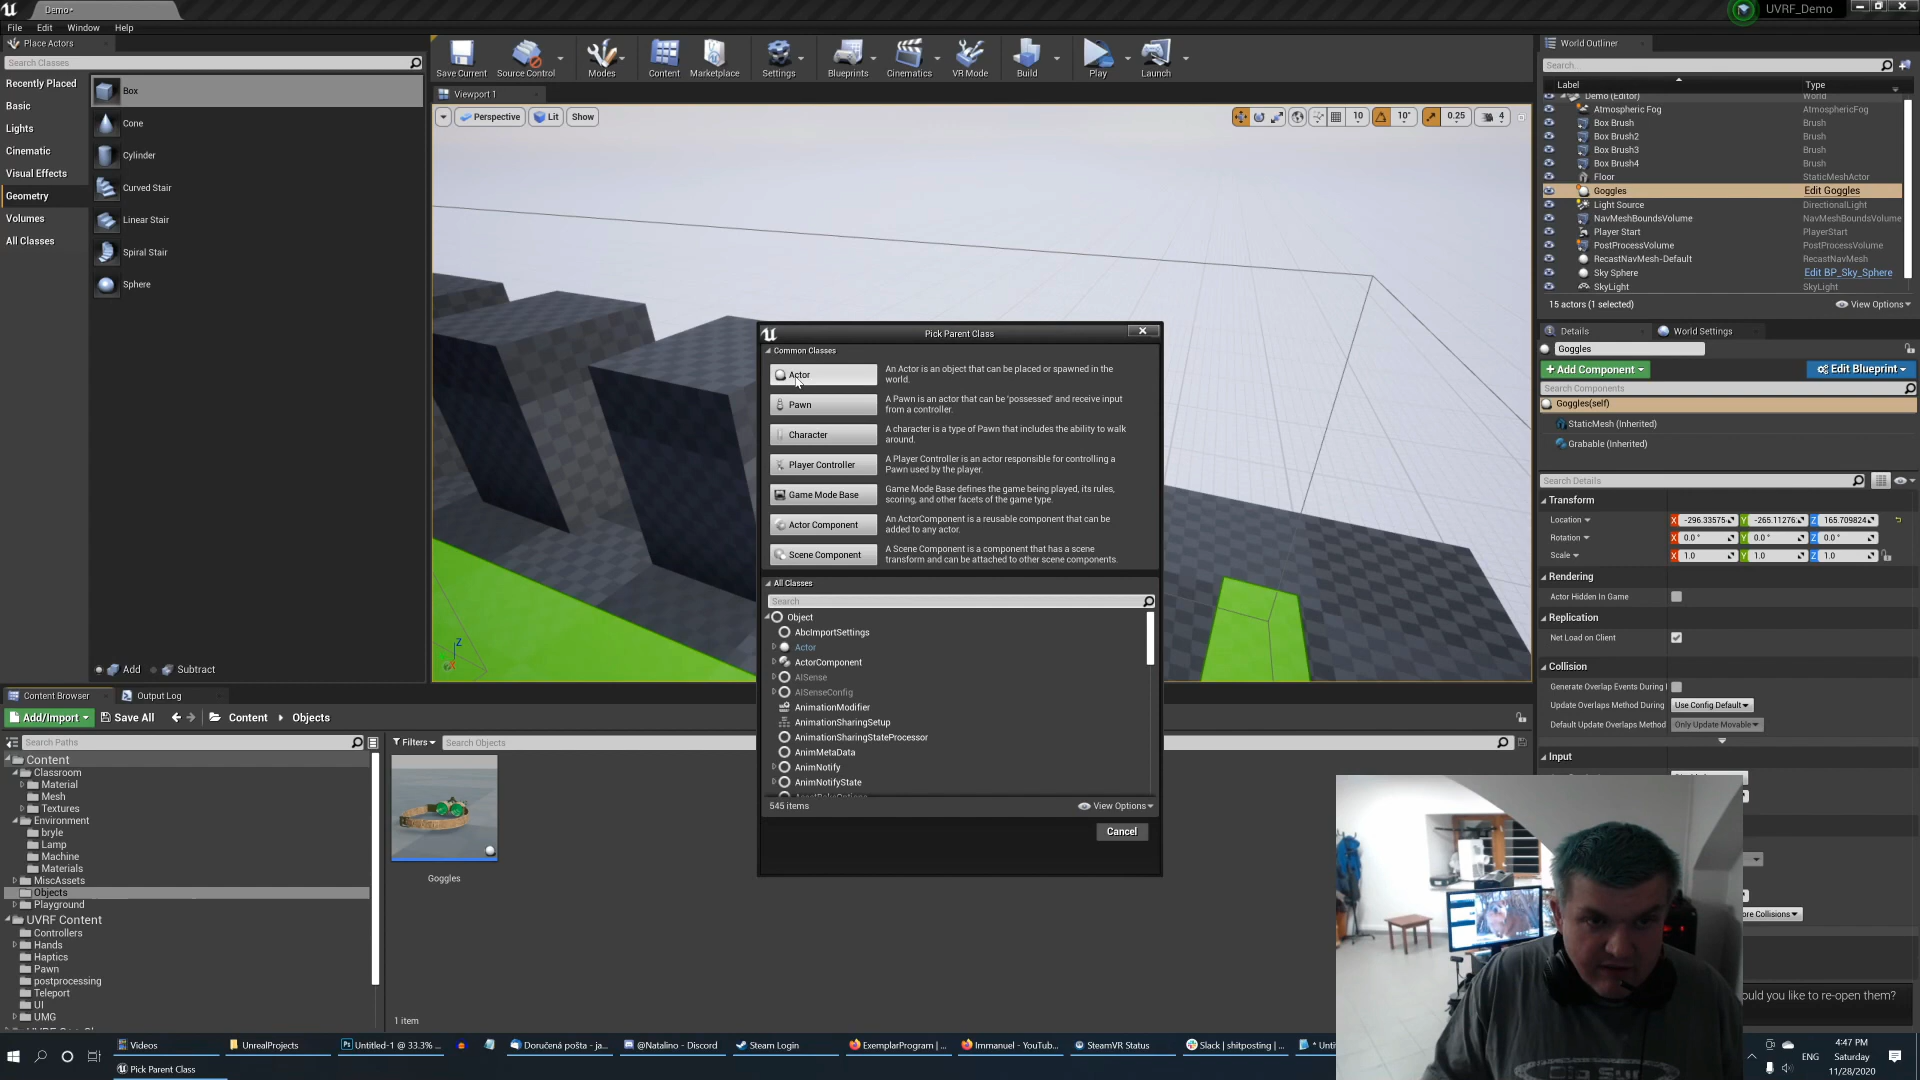 Demo*
UVRF_Demo
File Edit Window Help
Place Actors
Search Classes
Recently Placed
Basic
Lights
Cinematic
Visual Effects
Geometry
Volumes
All Classes
Box
Cone
Cylinder
Curved Stair
Linear Stair
Spiral Stair
Sphere
Add Subtract
Save Current Source Control Modes Content Marketplace Settings Blueprints Cinematics VR Mode Build Play Launch
Viewport 1
Perspective Lit Show
10 10° 0.25 4
Z
Pick Parent Class
Common Classes
Actor
An Actor is an object that can be placed or spawned in the
world.
Pawn
A Pawn is an actor that can be 'possessed' and receive input
from a controller.
Character
A character is a type of Pawn that includes the ability to walk
around.
Player Controller
A Player Controller is an actor responsible for controlling a
Pawn used by the player.
Game Mode Base
Game Mode Base defines the game being played, its rules,
scoring, and other facets of the game type.
Actor Component
An ActorComponent is a reusable component that can be
added to any actor.
Scene Component
A Scene Component is a component that has a scene
transform and can be attached to other scene components.
All Classes
Search
Object
AbcImportSettings
Actor
ActorComponent
AISense
AISenseConfig
AnimationModifier
AnimationSharingSetup
AnimationSharingStateProcessor
AnimMetaData
AnimNotify
AnimNotifyState
545 items
View Options
Cancel
World Outliner
Search...
Label Type
Demo (Editor) World
Atmospheric Fog AtmosphericFog
Box Brush Brush
Box Brush2 Brush
Box Brush3 Brush
Box Brush4 Brush
Floor StaticMeshActor
Goggles Edit Goggles
Light Source DirectionalLight
NavMeshBoundsVolume NavMeshBoundsVolume
Player Start PlayerStart
PostProcessVolume PostProcessVolume
RecastNavMesh-Default RecastNavMesh
Sky Sphere Edit BP_Sky_Sphere
SkyLight SkyLight
15 actors (1 selected)
View Options
Details World Settings
Goggles
+ Add Component Edit Blueprint
Search Components
Goggles(self)
StaticMesh (Inherited)
Grabable (Inherited)
Search Details
Transform
Location X -296.33575 Y -265.11276 Z 165.709824
Rotation X 0.0 ° Y 0.0 ° Z 0.0 °
Scale X 1.0 Y 1.0 Z 1.0
Rendering
Actor Hidden In Game
Replication
Net Load on Client
Collision
Generate Overlap Events During
Update Overlaps Method During Use Config Default
Default Update Overlaps Method Only Update Movable
Input
ore Collisions
ould you like to re-open them?
Content Browser Output Log
Add/Import Save All Content Objects
Search Paths
Filters Search Objects
Content
Classroom
Material
Mesh
Textures
Environment
bryle
Lamp
Machine
Materials
MiscAssets
Objects
Playground
UVRF Content
Controllers
Hands
Haptics
Pawn
postprocessing
Teleport
UI
UMG
Goggles
1 item
Videos UnrealProjects Untitled-1 @ 33.3% ... Doručená pošta - ja... @Natalino - Discord Steam Login ExemplarProgram | ... Immanuel - YouTub... SteamVR Status Slack | shitposting | ...
Pick Parent Class
ENG
4:47 PM
Saturday
11/28/2020